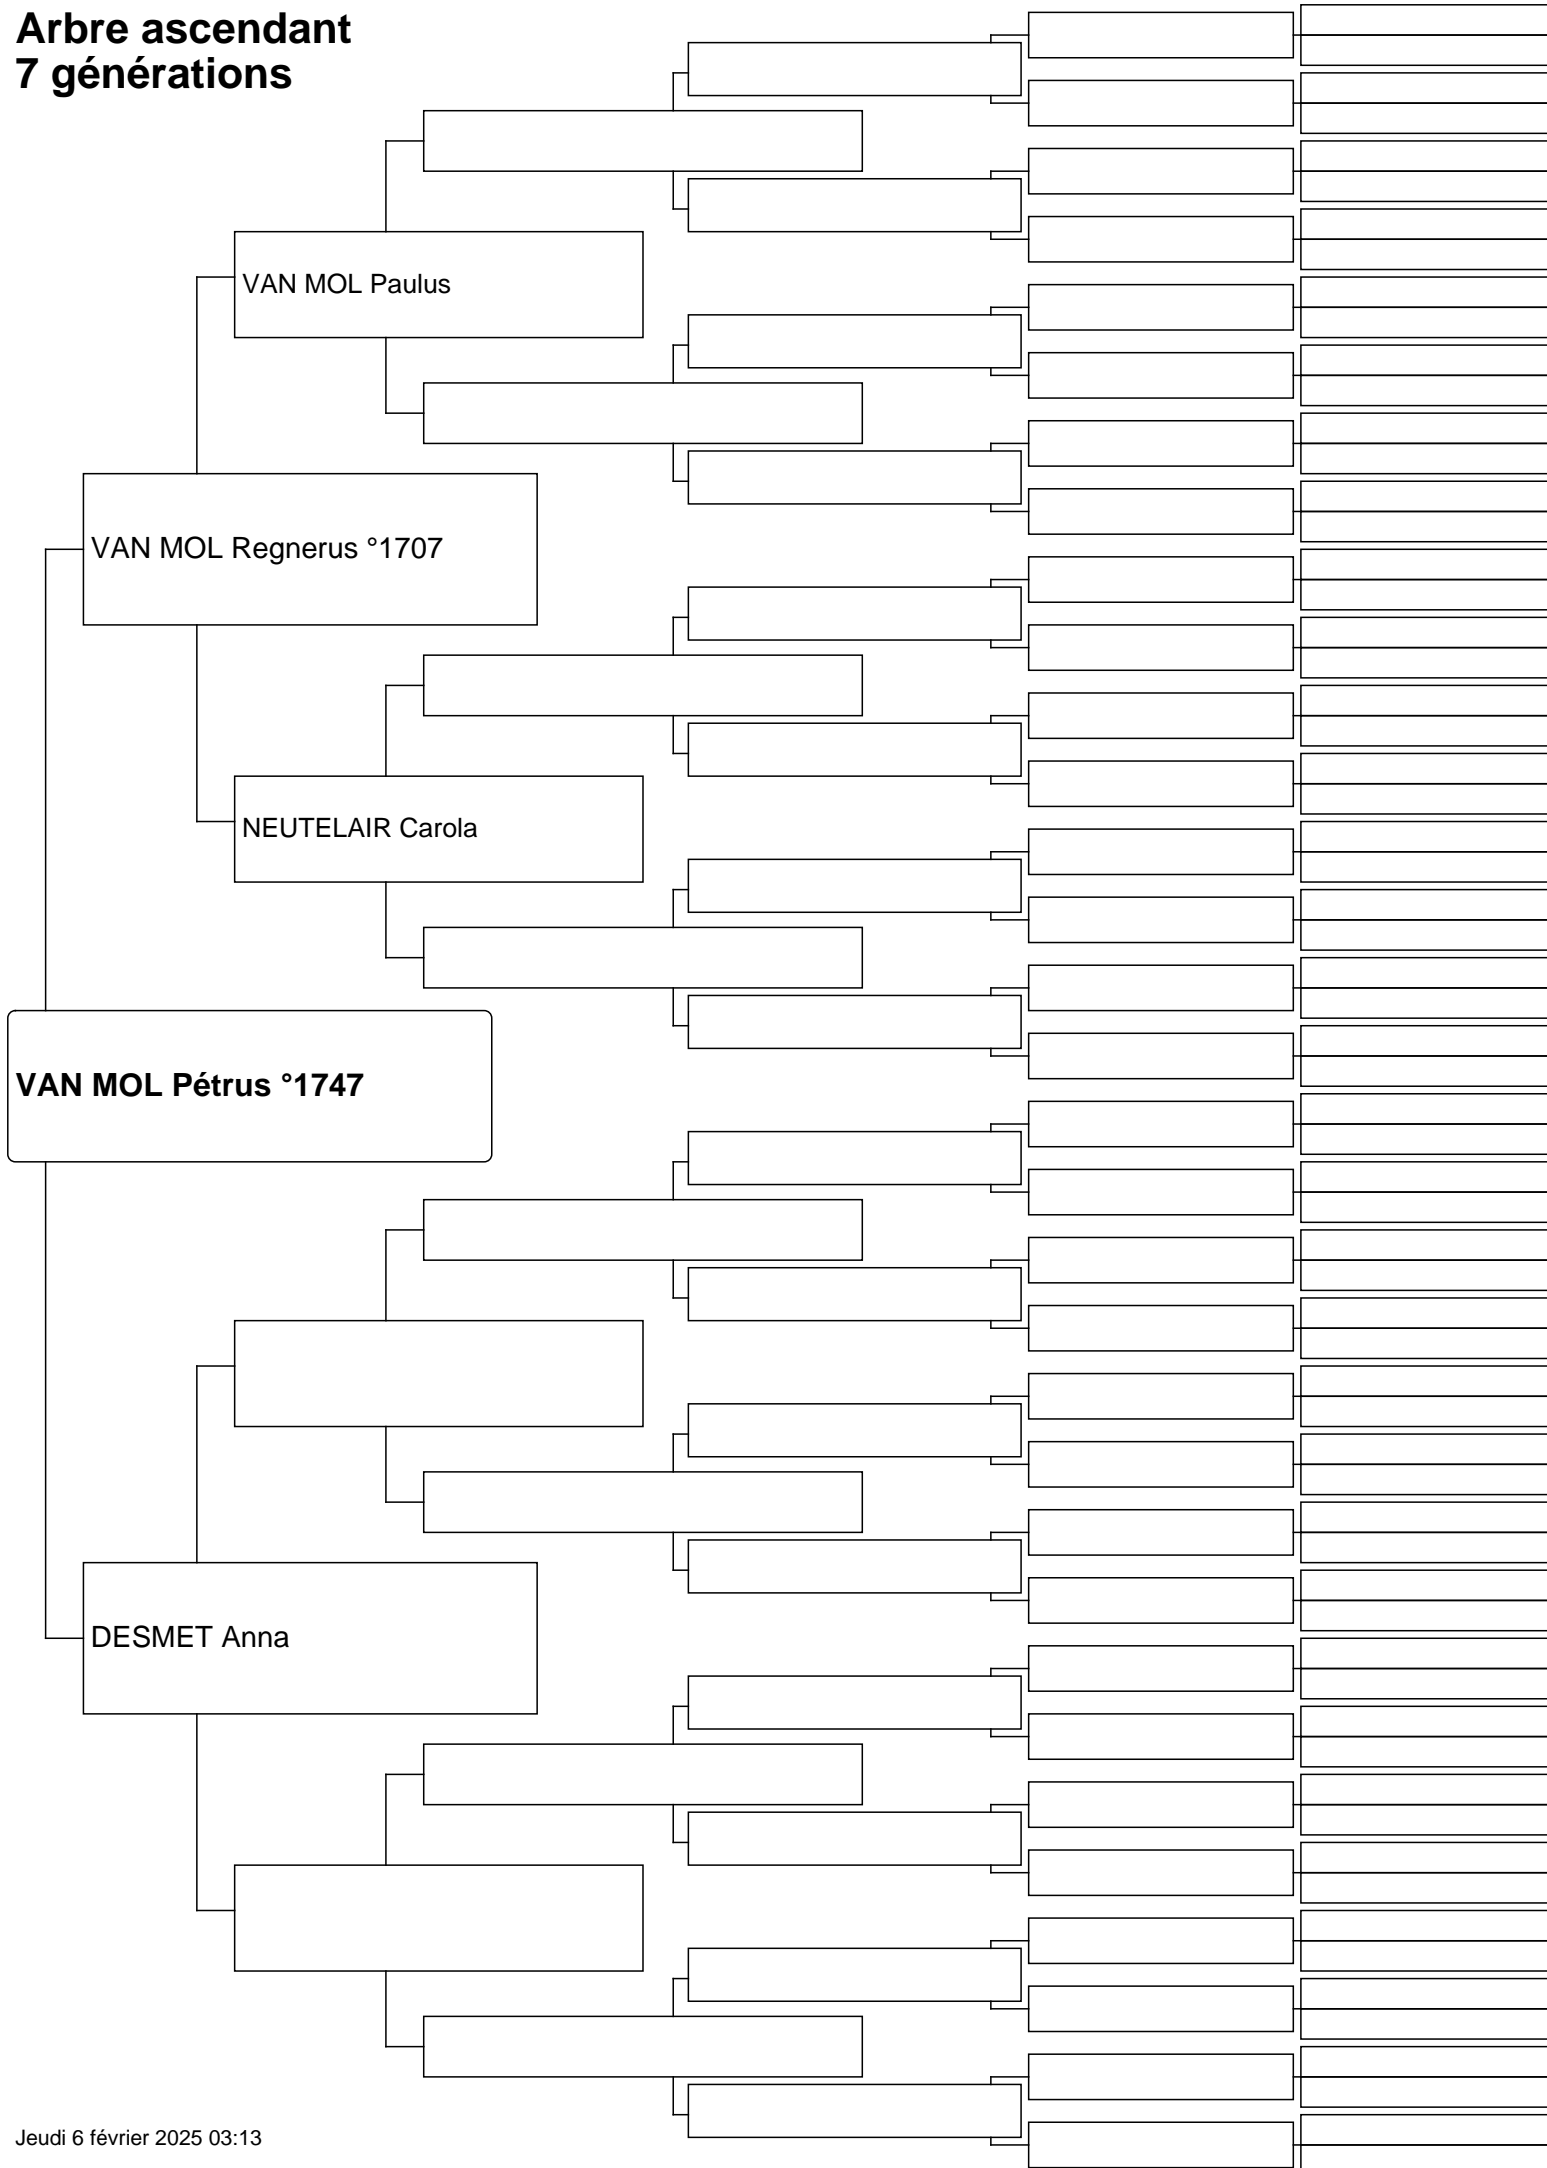 Arbre ascendant
7 générations
VAN MOL Paulus
VAN MOL Regnerus °1707
NEUTELAIR Carola
VAN MOL Pétrus °1747
DESMET Anna
Jeudi 6 février 2025 03:13